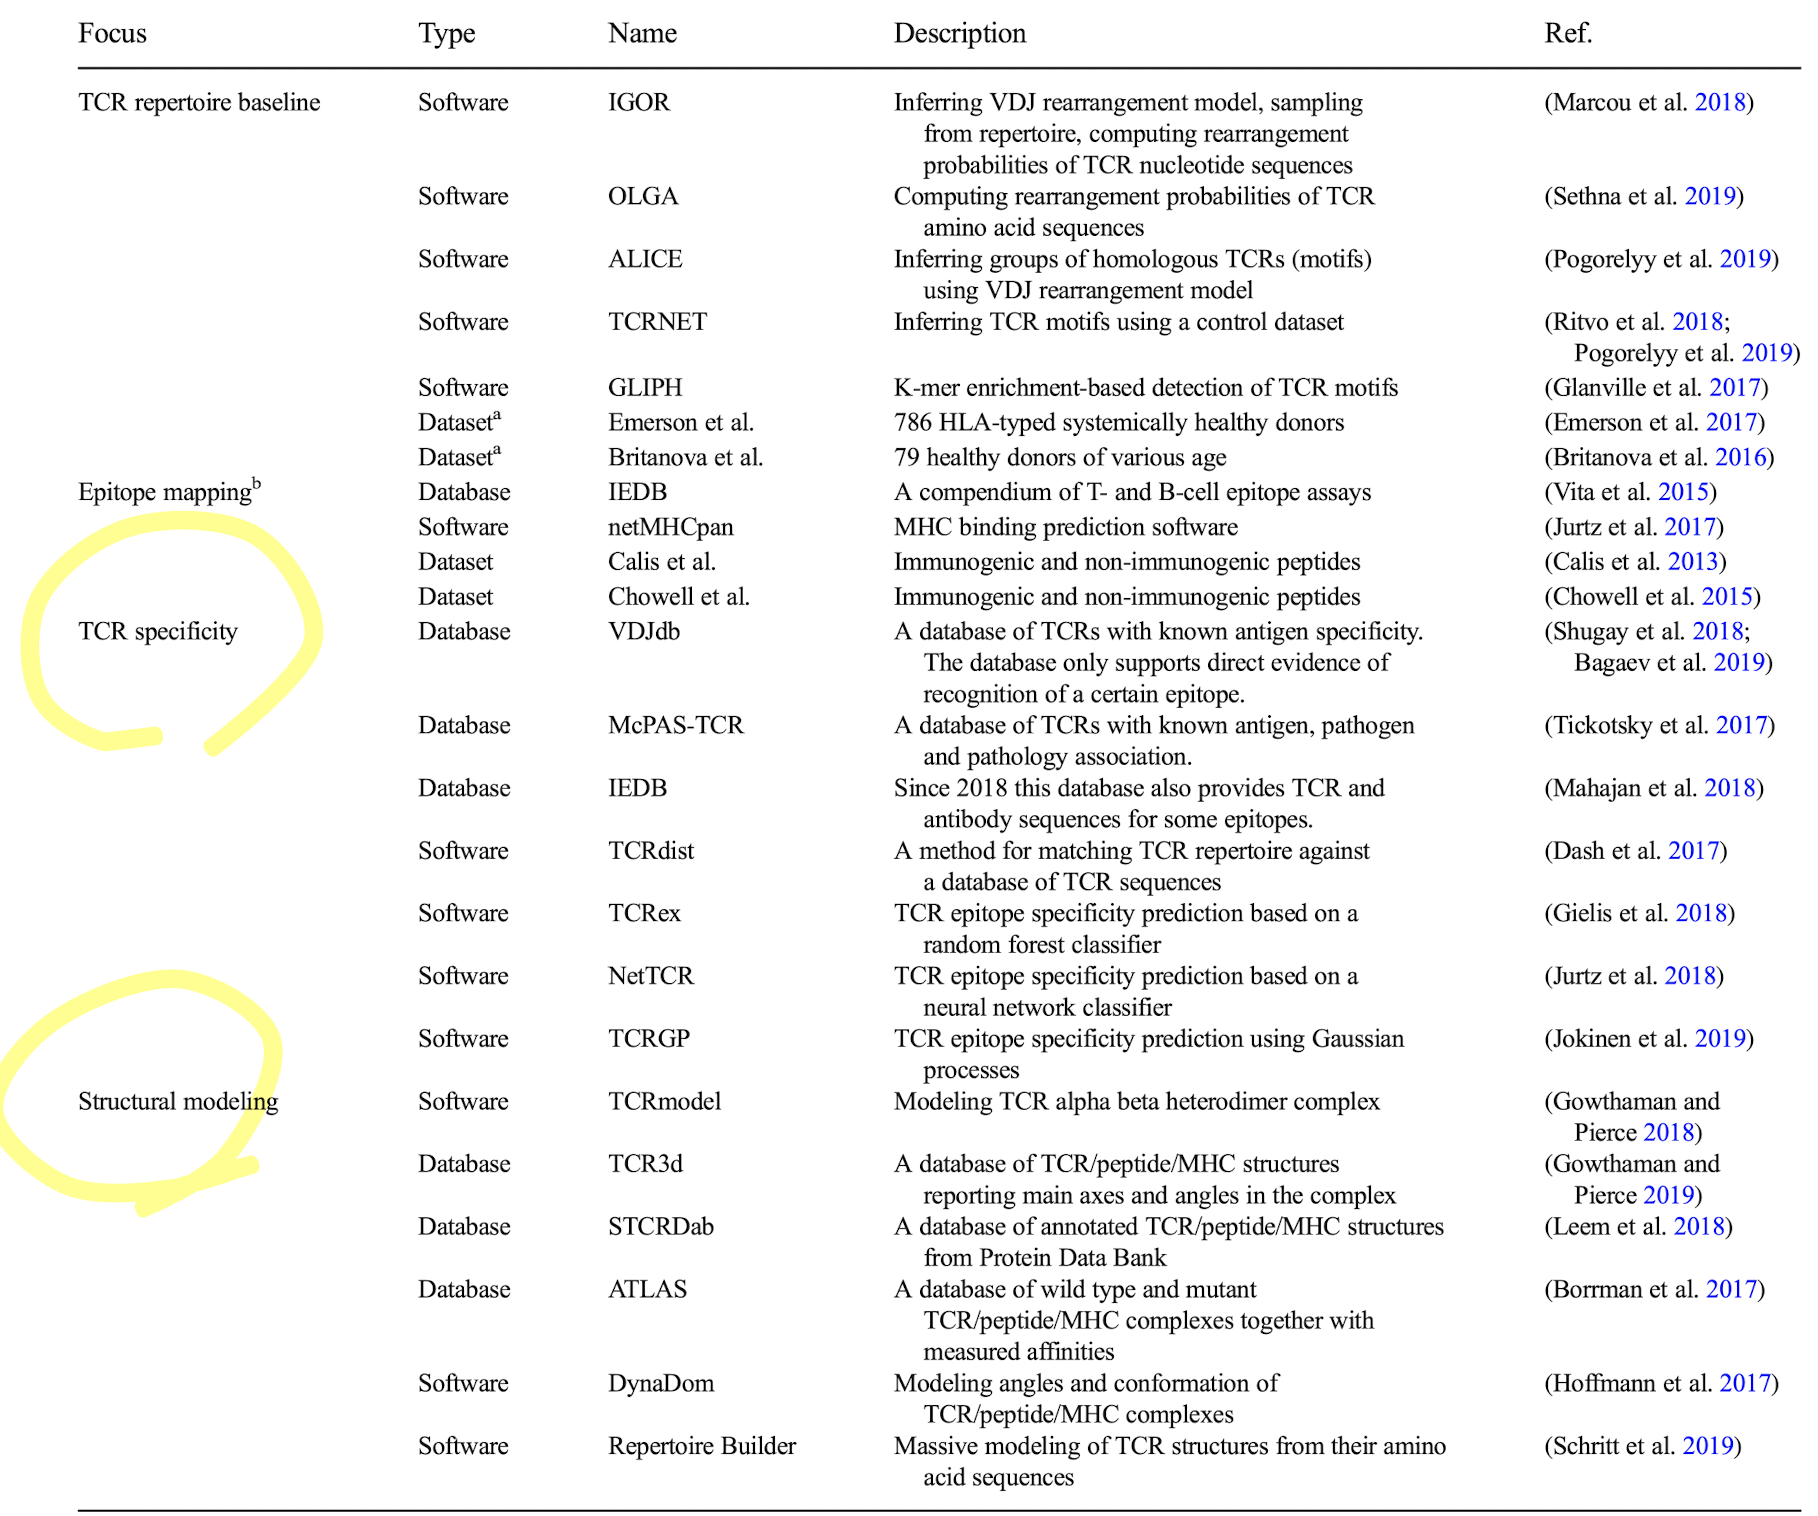 Focus Type Name Description Ref.
TCR repertoire baseline Software IGOR Inferring VDJ rearrangement model, sampling (Marcou et al. 2018)
from repertoire, computing rearrangement
probabilities of TCR nucleotide sequences
Software OLGA Computing rearrangement probabilities of TCR (Sethna et al. 2019)
amino acid sequences
Software ALICE Inferring groups of homologous TCRs (motifs) (Pogorelyy et al. 2019)
using VDJ rearrangement model
Software TCRNET Inferring TCR motifs using a control dataset (Ritvo et al. 2018;
Pogorelyy et al. 2019)
Software GLIPH K-mer enrichment-based detection of TCR motifs (Glanville et al. 2017)
Datasetᵃ Emerson et al. 786 HLA-typed systemically healthy donors (Emerson et al. 2017)
Datasetᵃ Britanova et al. 79 healthy donors of various age (Britanova et al. 2016)
Epitope mappingᵇ Database IEDB A compendium of T- and B-cell epitope assays (Vita et al. 2015)
Software netMHCpan MHC binding prediction software (Jurtz et al. 2017)
Dataset Calis et al. Immunogenic and non-immunogenic peptides (Calis et al. 2013)
Dataset Chowell et al. Immunogenic and non-immunogenic peptides (Chowell et al. 2015)
TCR specificity Database VDJdb A database of TCRs with known antigen specificity. (Shugay et al. 2018;
The database only supports direct evidence of Bagaev et al. 2019)
recognition of a certain epitope.
Database McPAS-TCR A database of TCRs with known antigen, pathogen (Tickotsky et al. 2017)
and pathology association.
Database IEDB Since 2018 this database also provides TCR and (Mahajan et al. 2018)
antibody sequences for some epitopes.
Software TCRdist A method for matching TCR repertoire against (Dash et al. 2017)
a database of TCR sequences
Software TCRex TCR epitope specificity prediction based on a (Gielis et al. 2018)
random forest classifier
Software NetTCR TCR epitope specificity prediction based on a (Jurtz et al. 2018)
neural network classifier
Software TCRGP TCR epitope specificity prediction using Gaussian (Jokinen et al. 2019)
processes
Structural modeling Software TCRmodel Modeling TCR alpha beta heterodimer complex (Gowthaman and
Pierce 2018)
Database TCR3d A database of TCR/peptide/MHC structures (Gowthaman and
reporting main axes and angles in the complex Pierce 2019)
Database STCRDab A database of annotated TCR/peptide/MHC structures (Leem et al. 2018)
from Protein Data Bank
Database ATLAS A database of wild type and mutant (Borrman et al. 2017)
TCR/peptide/MHC complexes together with
measured affinities
Software DynaDom Modeling angles and conformation of (Hoffmann et al. 2017)
TCR/peptide/MHC complexes
Software Repertoire Builder Massive modeling of TCR structures from their amino (Schritt et al. 2019)
acid sequences